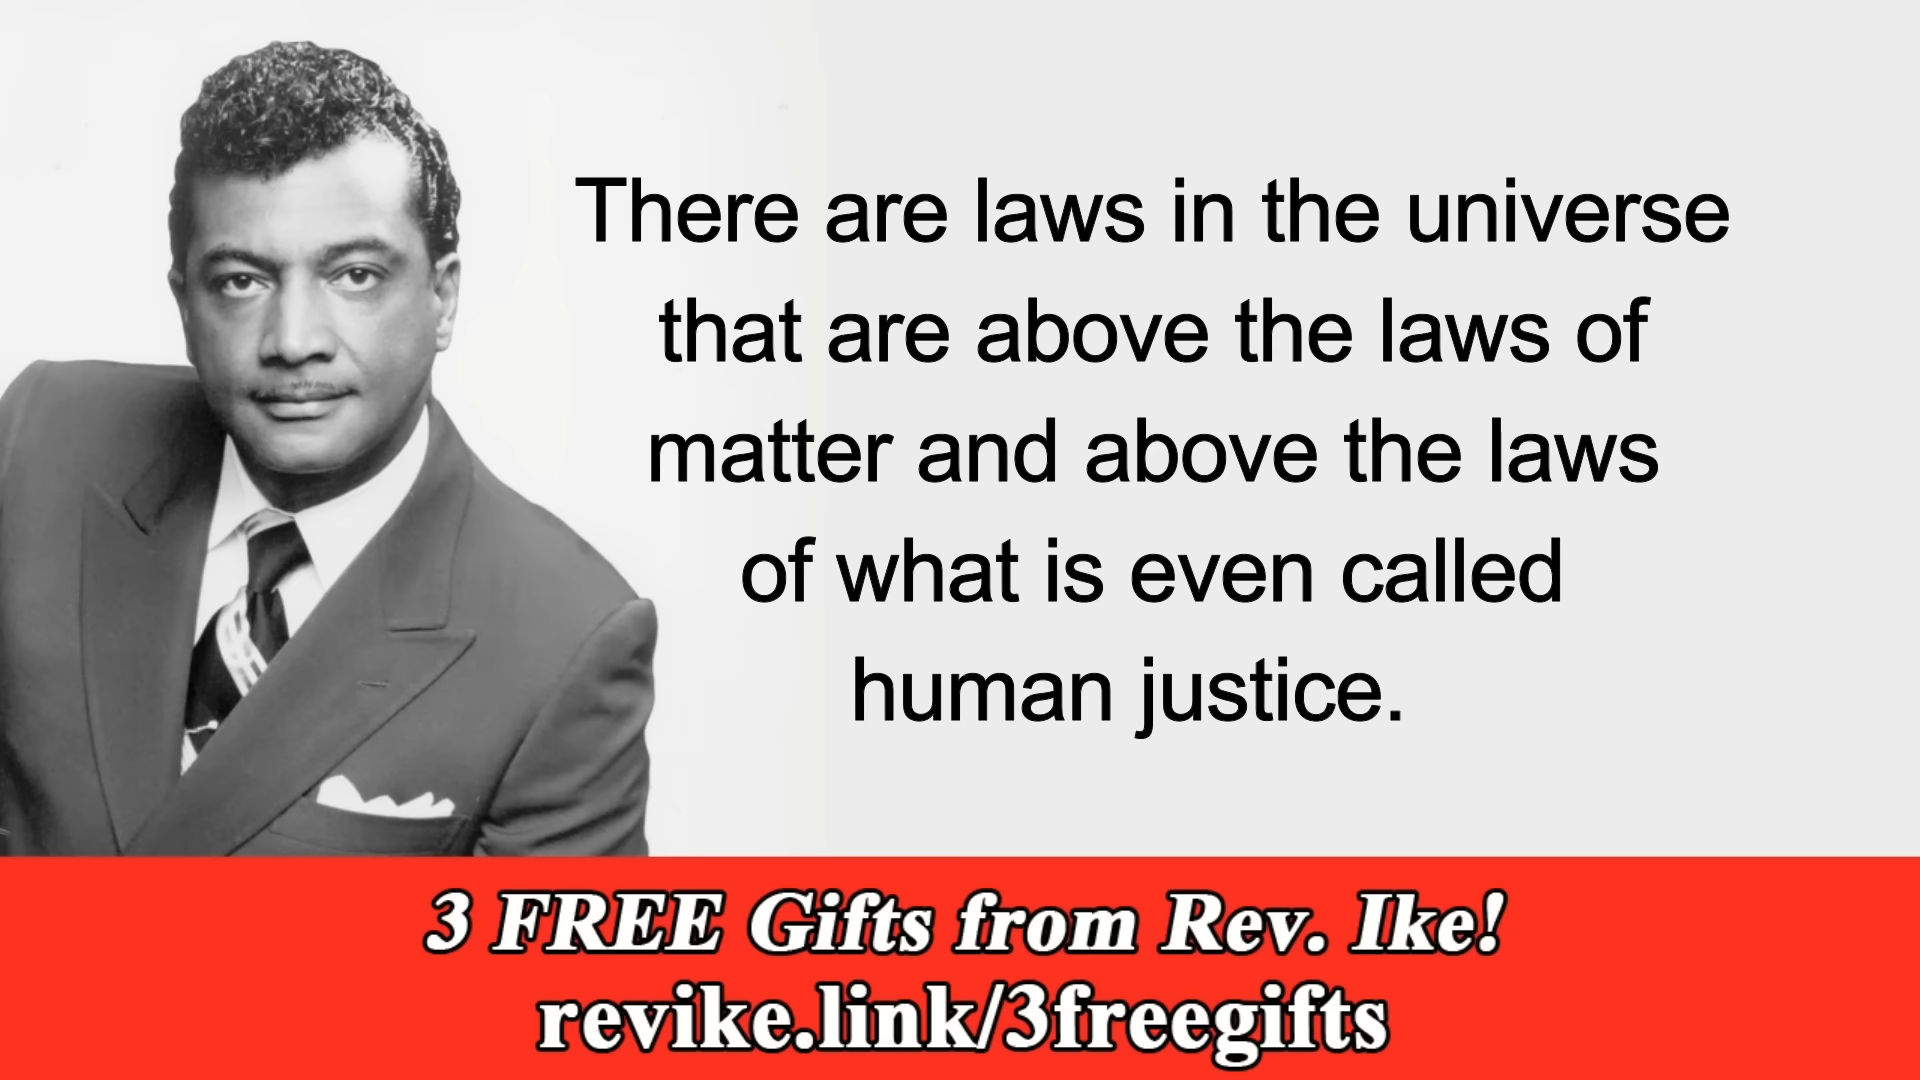 There are laws in the universe
that are above the laws of
matter and above the laws
of what is even called
human justice.
3 FREE Gifts from Rev. Ike!
revike.link/3freegifts